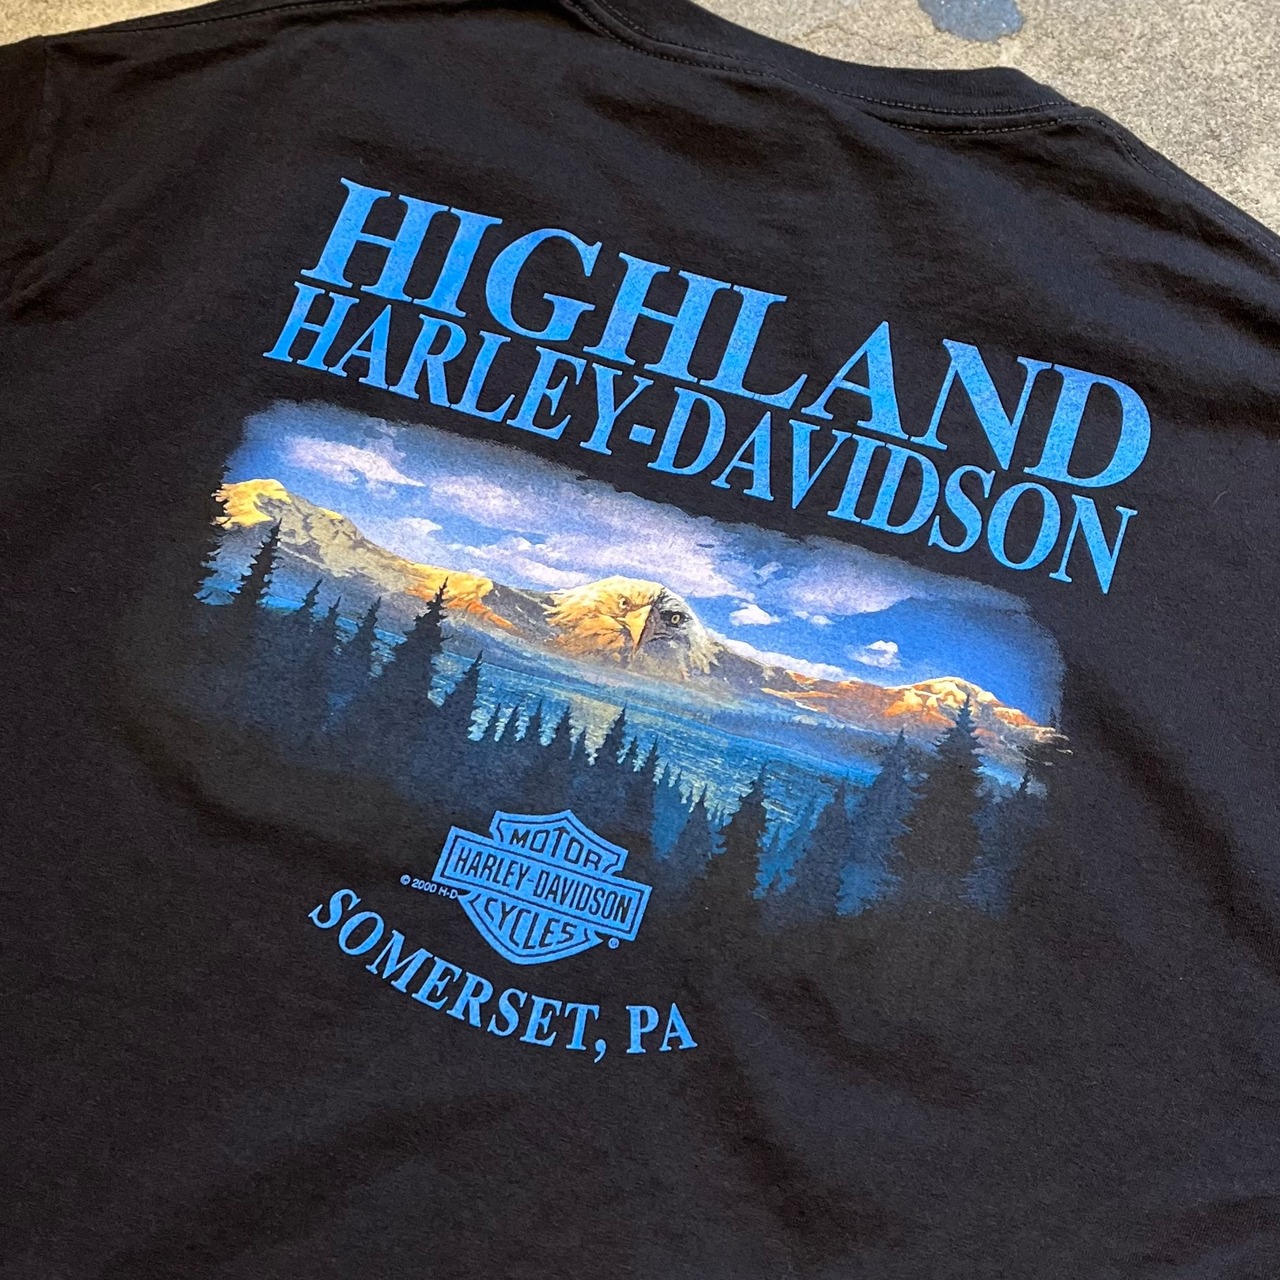 HIGHLAND
HARLEY-DAVIDSON
MOTOR
HARLEY-DAVIDSON
CYCLES
®
© 2000 H-D
SOMERSET, PA